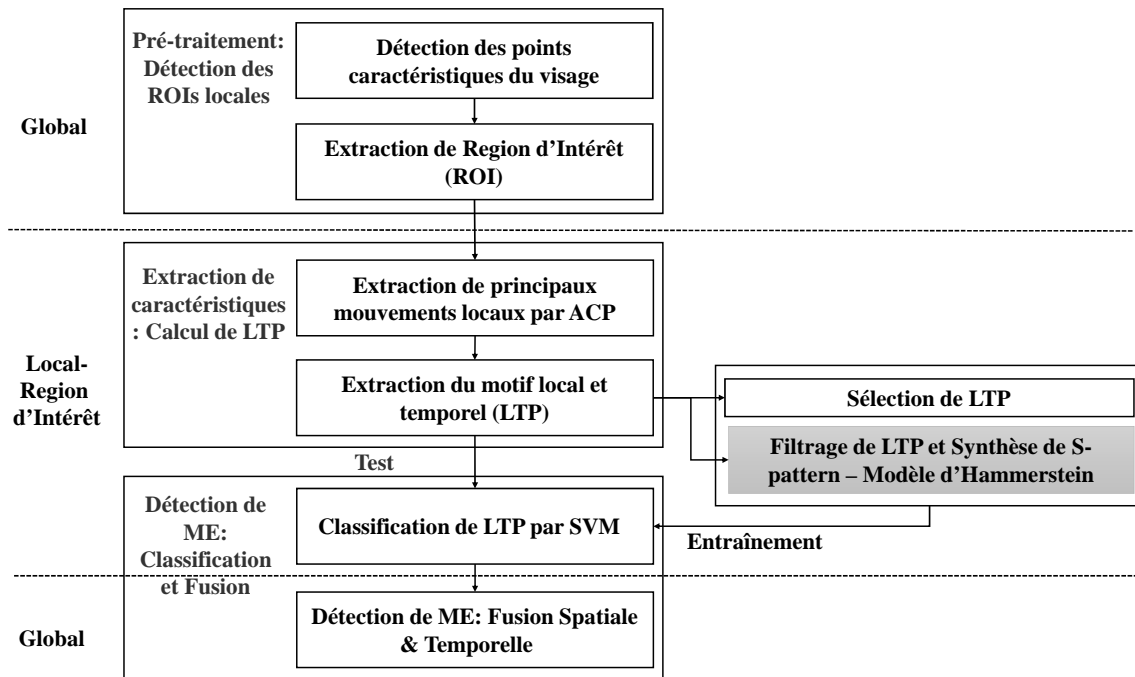 Pré-traitement:
Détection des
ROIs locales
Détection des points
caractéristiques du visage
Global
Extraction de Region d’Intérêt
(ROI)
Extraction de
caractéristiques
: Calcul de LTP
Extraction de principaux
mouvements locaux par ACP
Local-
Region
d’Intérêt
Extraction du motif local et
temporel (LTP)
Sélection de LTP
Filtrage de LTP et Synthèse de S-
pattern – Modèle d’Hammerstein
Test
Détection de
ME:
Classification
et Fusion
Classification de LTP par SVM
Entraînement
Global
Détection de ME: Fusion Spatiale
& Temporelle